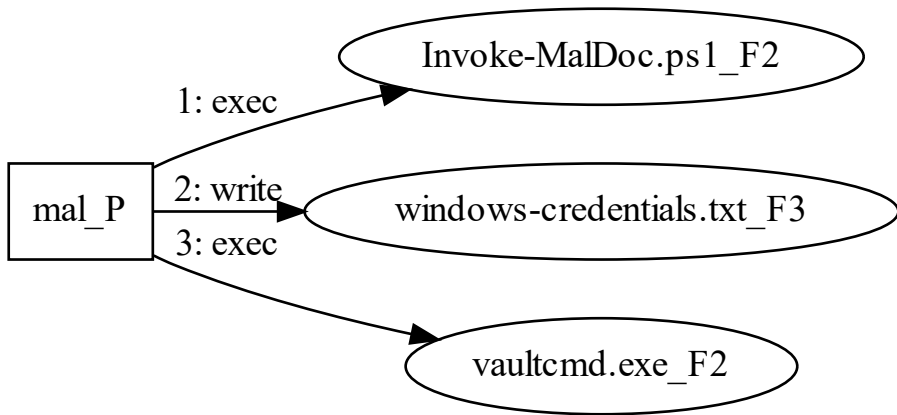 Invoke-MalDoc.ps1_F2
1: exec
mal_P
2: write
windows-credentials.txt_F3
3: exec
vaultcmd.exe_F2